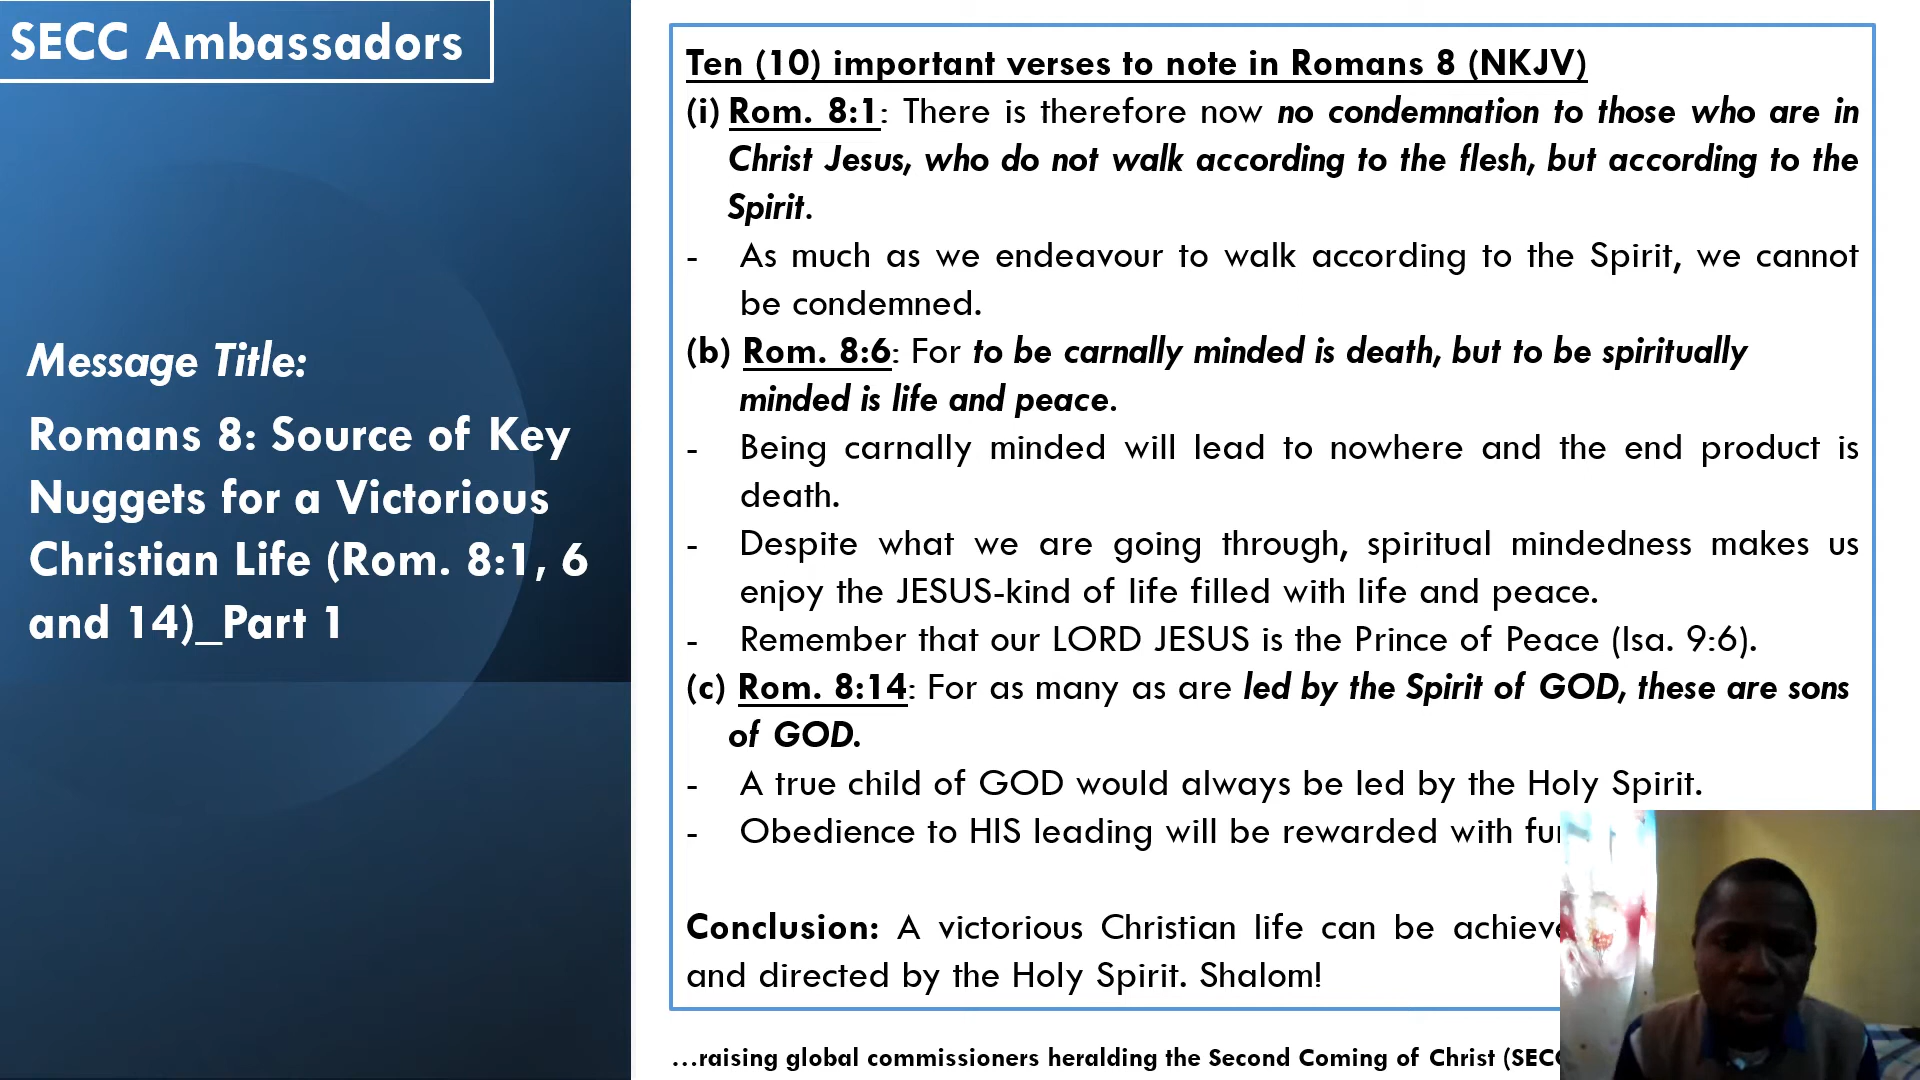 SECC Ambassadors
Message Title:
Romans 8: Source of Key
Nuggets for a Victorious
Christian Life (Rom. 8:1, 6
and 14)_Part 1
Ten (10) important verses to note in Romans 8 (NKJV)
(i) Rom. 8:1: There is therefore now no condemnation to those who are in
Christ Jesus, who do not walk according to the flesh, but according to the
Spirit.
- As much as we endeavour to walk according to the Spirit, we cannot
be condemned.
(b) Rom. 8:6: For to be carnally minded is death, but to be spiritually
minded is life and peace.
- Being carnally minded will lead to nowhere and the end product is
death.
- Despite what we are going through, spiritual mindedness makes us
enjoy the JESUS-kind of life filled with life and peace.
- Remember that our LORD JESUS is the Prince of Peace (Isa. 9:6).
(c) Rom. 8:14: For as many as are led by the Spirit of GOD, these are sons
of GOD.
- A true child of GOD would always be led by the Holy Spirit.
- Obedience to HIS leading will be rewarded with
Conclusion: A victorious Christian life can be
and directed by the Holy Spirit. Shalom!
...raising global commissioners heralding the Second Coming of Christ